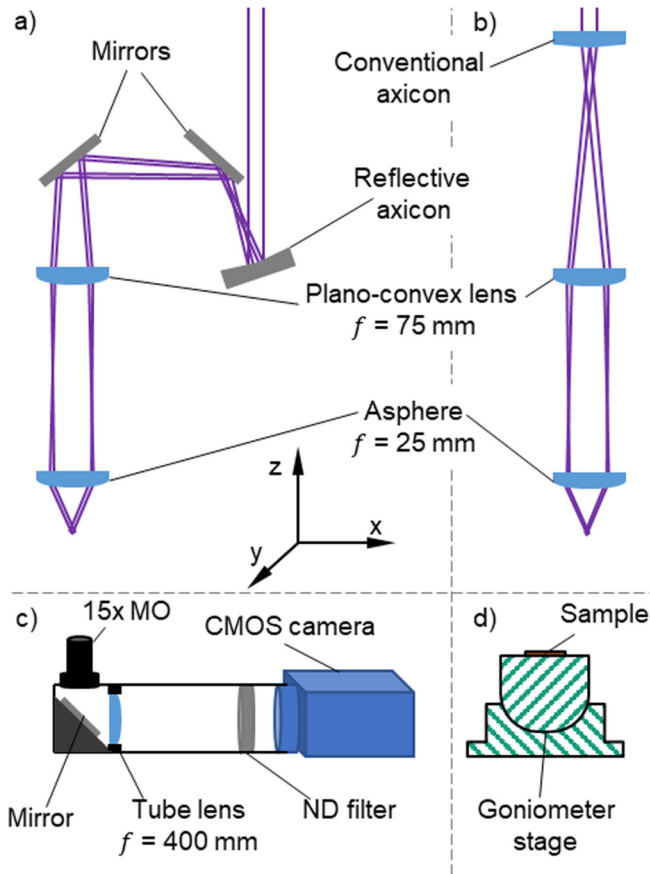 a)
Mirrors
Reflective
axicon
b)
Conventional
axicon
Plano-convex lens
f = 75 mm
Asphere
f = 25 mm
z
x
y
c)
15x MO
CMOS camera
Mirror
Tube lens
f = 400 mm
ND filter
d)
Sample
Goniometer
stage